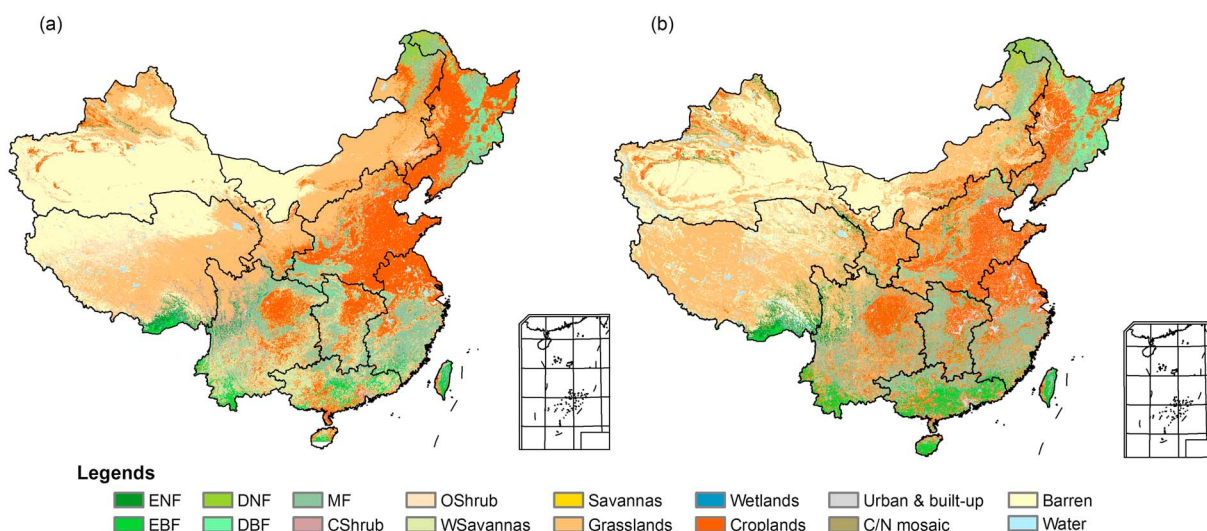 (a) (b)
Legends
ENF DNF MF OShrub Savannas Wetlands Urban & built-up Barren
EBF DBF CShrub WSavannas Grasslands Croplands C/N mosaic Water